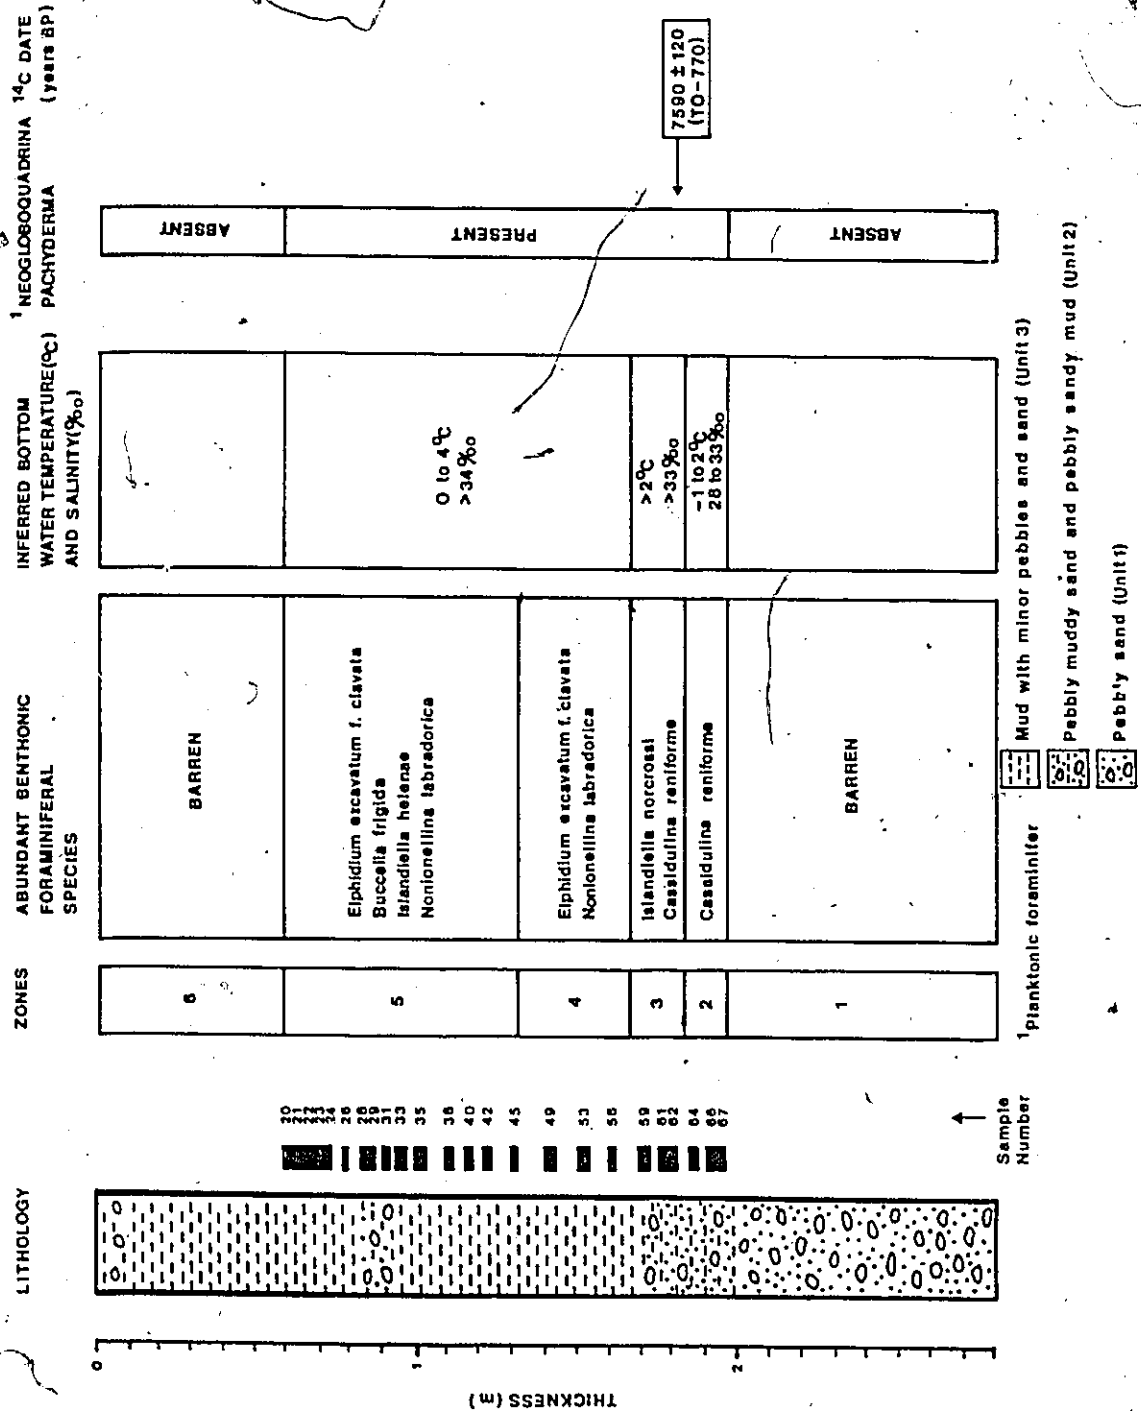 LITHOLOGY
ZONES
ABUNDANT BENTHONIC
FORAMINIFERAL
SPECIES
INFERRED BOTTOM
WATER TEMPERATURE(°C)
AND SALINITY(‰)
1 NEOGLOBOQUADRINA
PACHYDERMA
14C DATE
(years BP)
THICKNESS (m)
0
1
2
20
21
22
23
24
26
28
29
31
33
35
38
40
42
45
49
53
56
59
61
62
64
66
67
Sample
Number
6
5
4
3
2
1
BARREN
Elphidium excavatum f. clavata
Buccella frigida
Islandiella helenae
Nonionellina labradorica
Elphidium excavatum f. clavata
Nonionellina labradorica
Islandiella norcrossi
Cassidulina reniforme
Cassidulina reniforme
BARREN
0 to 4°C
>34‰
>2°C
>33‰
-1 to 2°C
28 to 33‰
ABSENT
PRESENT
ABSENT
7590 ± 120
(TO-770)
1Planktonic foraminifer
Mud with minor pebbles and sand (Unit 3)
Pebbly muddy sand and pebbly sandy mud (Unit 2)
Pebbly sand (Unit 1)